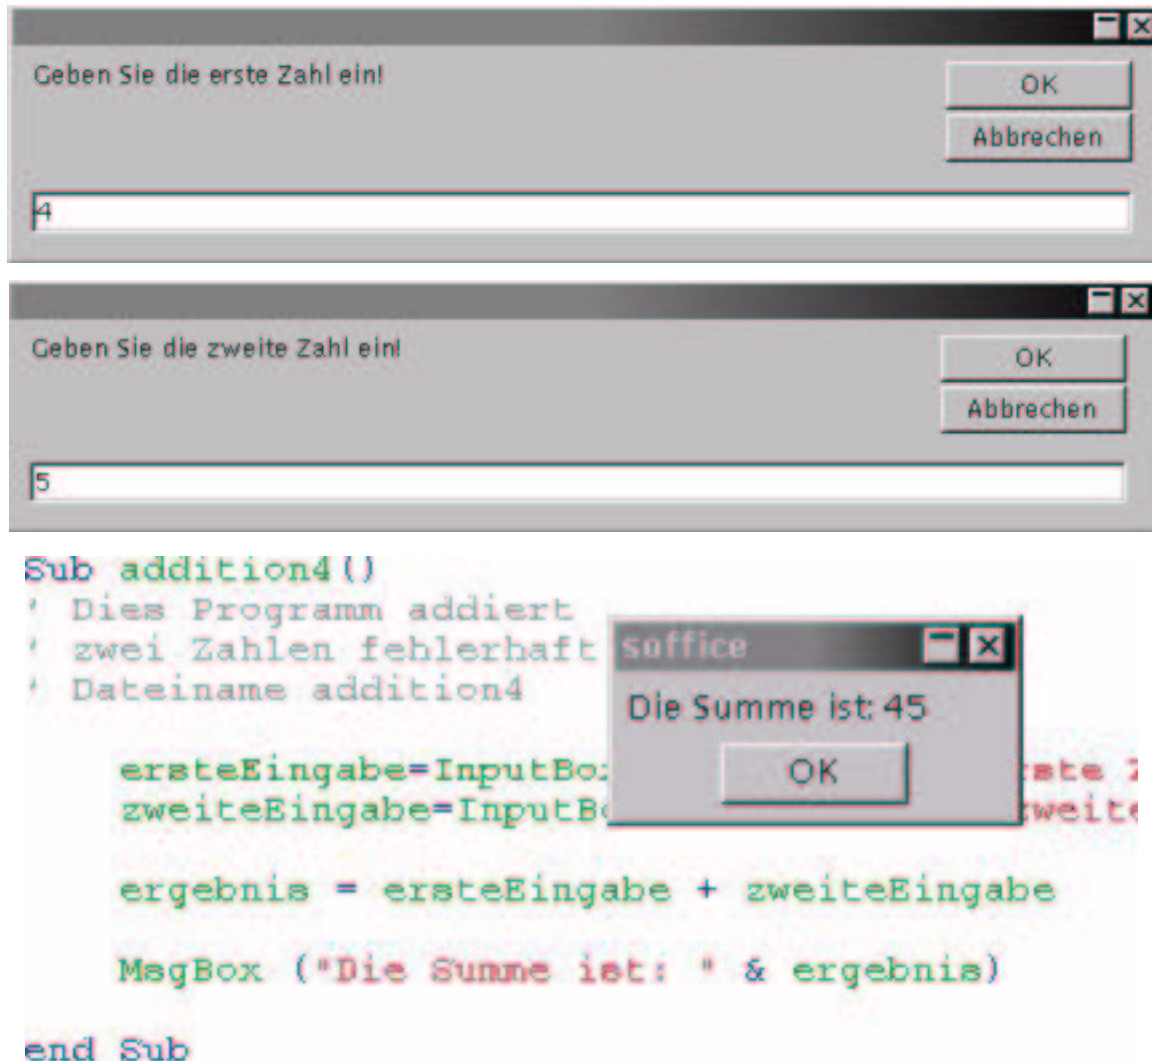 Geben Sie die erste Zahl ein!
OK
Abbrechen
4
Geben Sie die zweite Zahl ein!
OK
Abbrechen
5
Sub addition4()
' Dies Programm addiert
' zwei Zahlen fehlerhaft
' Dateiname addition4
soffice
Die Summe ist: 45
OK
ersteEingabe=InputBo
zweiteEingabe=InputB
zweite
ergebnis = ersteEingabe + zweiteEingabe
MsgBox ("Die Summe ist: " & ergebnis)
end Sub